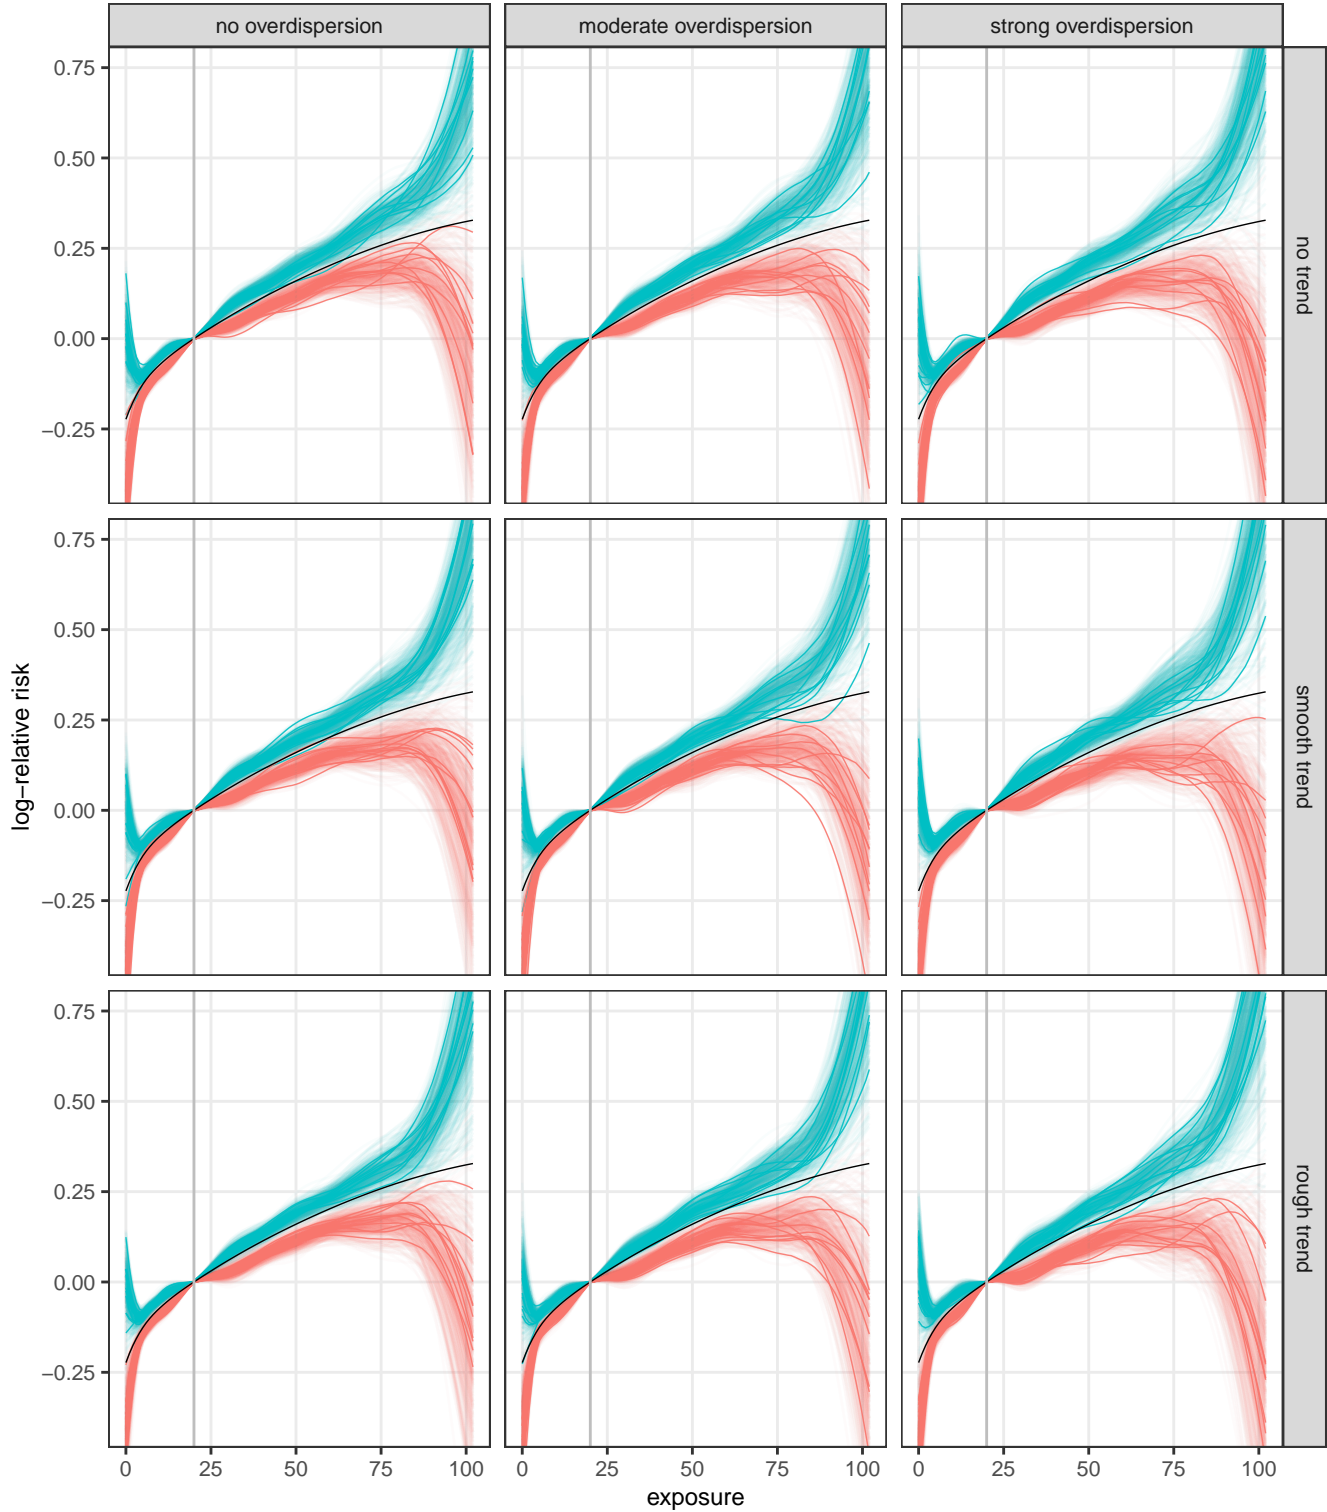 no overdispersion
moderate overdispersion
strong overdispersion
0.75
0.50
0.25
0.00
−0.25
no trend
0.75
0.50
0.25
0.00
−0.25
smooth trend
log−relative risk
0.75
0.50
0.25
0.00
−0.25
rough trend
0 25 50 75 100
0 25 50 75 100
0 25 50 75 100
exposure